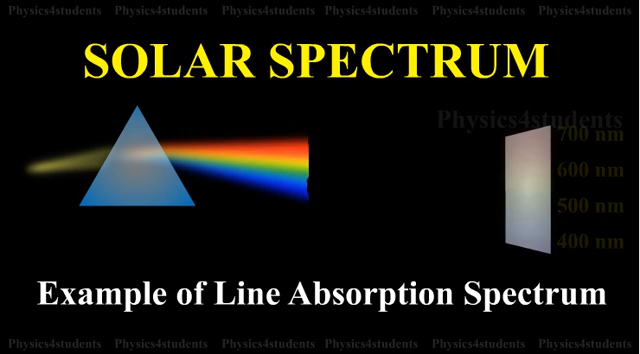 Physics4students Physics4students Physics4students Physics4students Physics4students Physics4students
SOLAR SPECTRUM
Physics4students
700 nm
600 nm
500 nm
400 nm
Example of Line Absorption Spectrum
Physics4students Physics4students Physics4students Physics4students Physics4students Physics4students